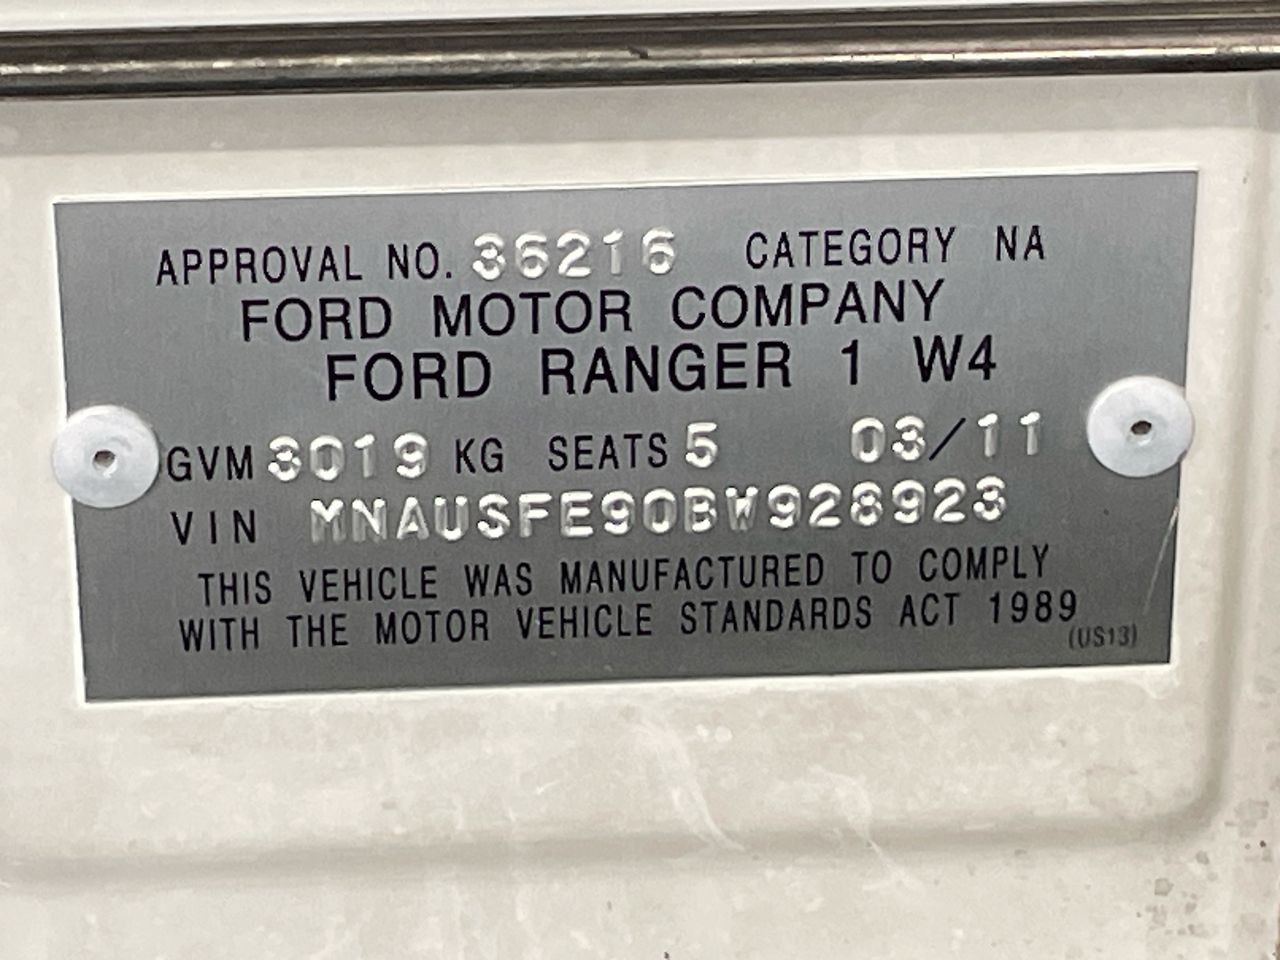 APPROVAL NO. 36216 CATEGORY NA
FORD MOTOR COMPANY
FORD RANGER 1 W4
GVM 3019 KG SEATS 5 03/11
VIN MNAUSFE90BW928923
THIS VEHICLE WAS MANUFACTURED TO COMPLY
WITH THE MOTOR VEHICLE STANDARDS ACT 1989
(US13)